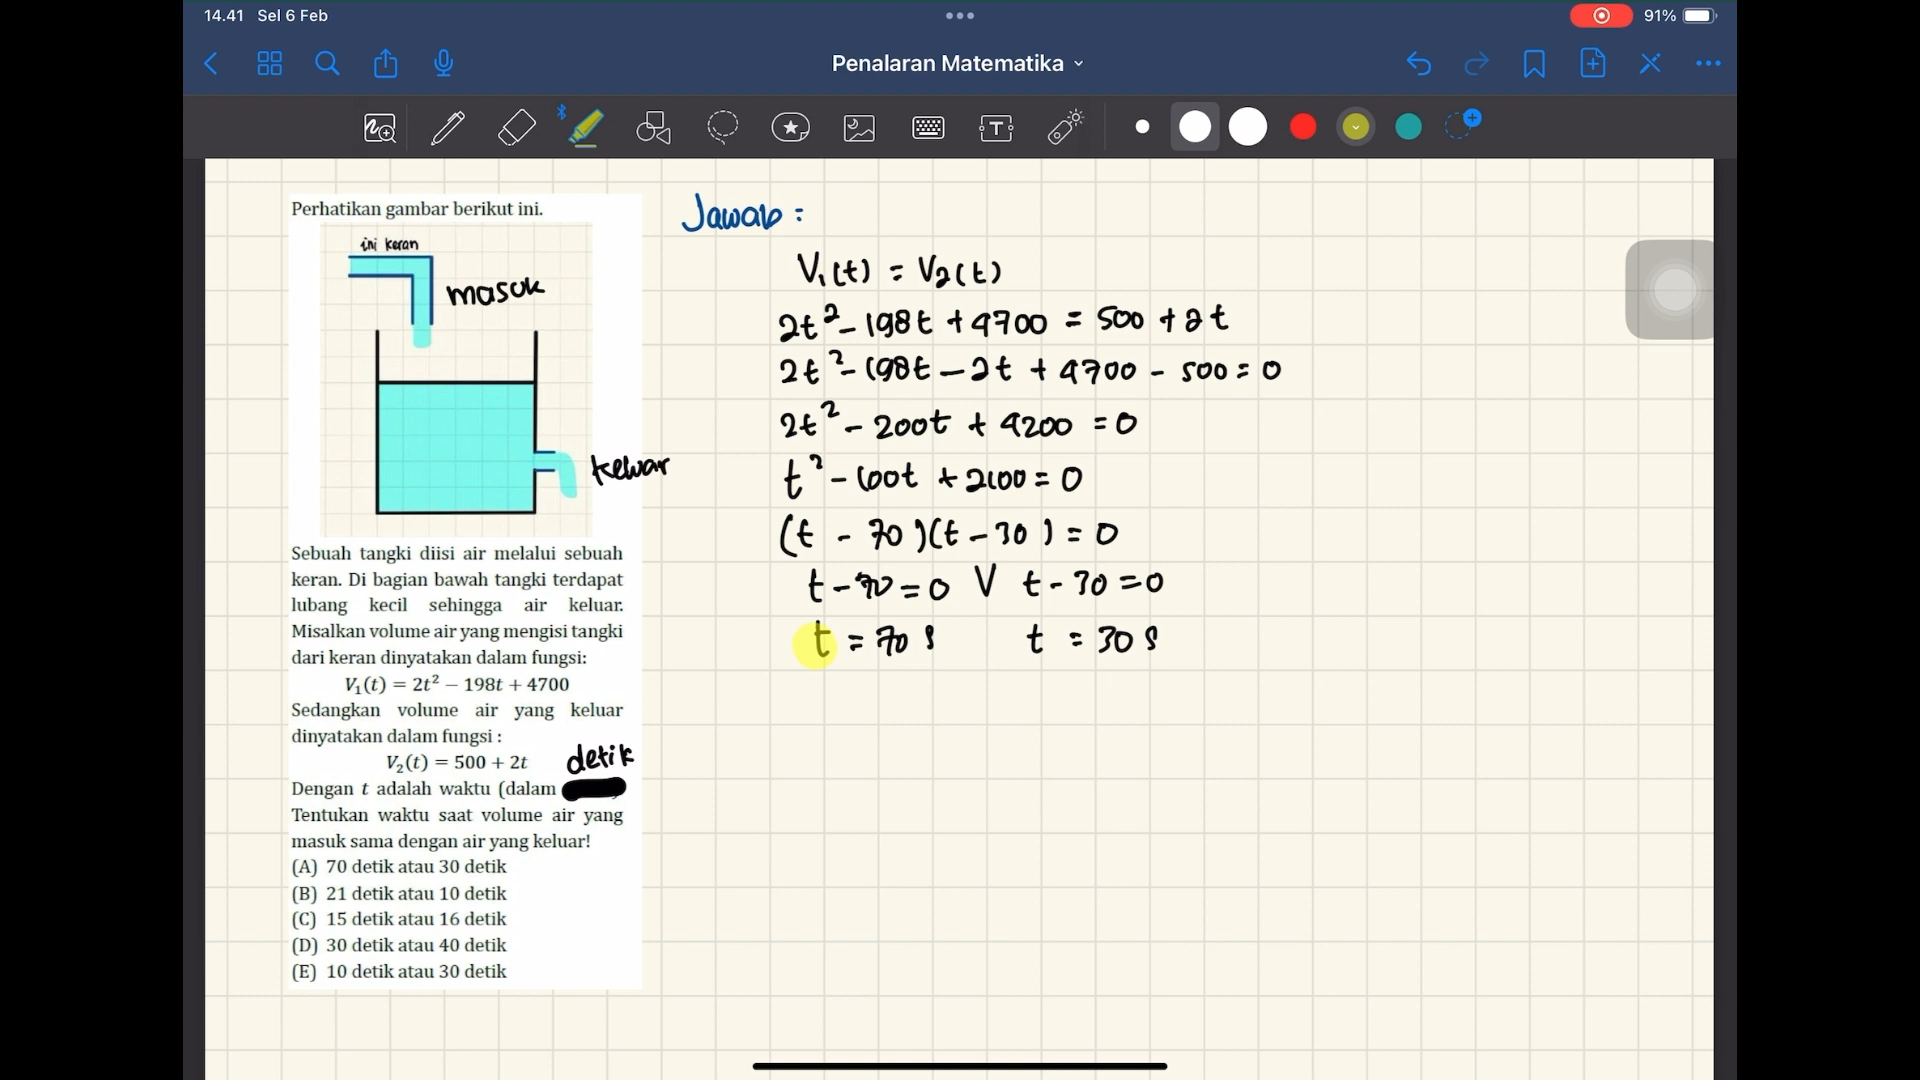 14.41 Sel 6 Feb
91%
Penalaran Matematika
Perhatikan gambar berikut ini.
ini keran
masuk
keluar
Sebuah tangki diisi air melalui sebuah
keran. Di bagian bawah tangki terdapat
lubang kecil sehingga air keluar.
Misalkan volume air yang mengisi tangki
dari keran dinyatakan dalam fungsi:
V₁(t) = 2t² − 198t + 4700
Sedangkan volume air yang keluar
dinyatakan dalam fungsi :
V₂(t) = 500 + 2t
detik
Dengan t adalah waktu (dalam
Tentukan waktu saat volume air yang
masuk sama dengan air yang keluar!
(A) 70 detik atau 30 detik
(B) 21 detik atau 10 detik
(C) 15 detik atau 16 detik
(D) 30 detik atau 40 detik
(E) 10 detik atau 30 detik
Jawab :
V₁(t) = V₂(t)
2t² − 198t + 4700 = 500 + 2t
2t² − 198t − 2t + 4700 − 500 = 0
2t² − 200t + 4200 = 0
t² − 100t + 2100 = 0
(t − 70)(t − 30) = 0
t − 70 = 0 V t − 30 = 0
t = 70 s t = 30 s